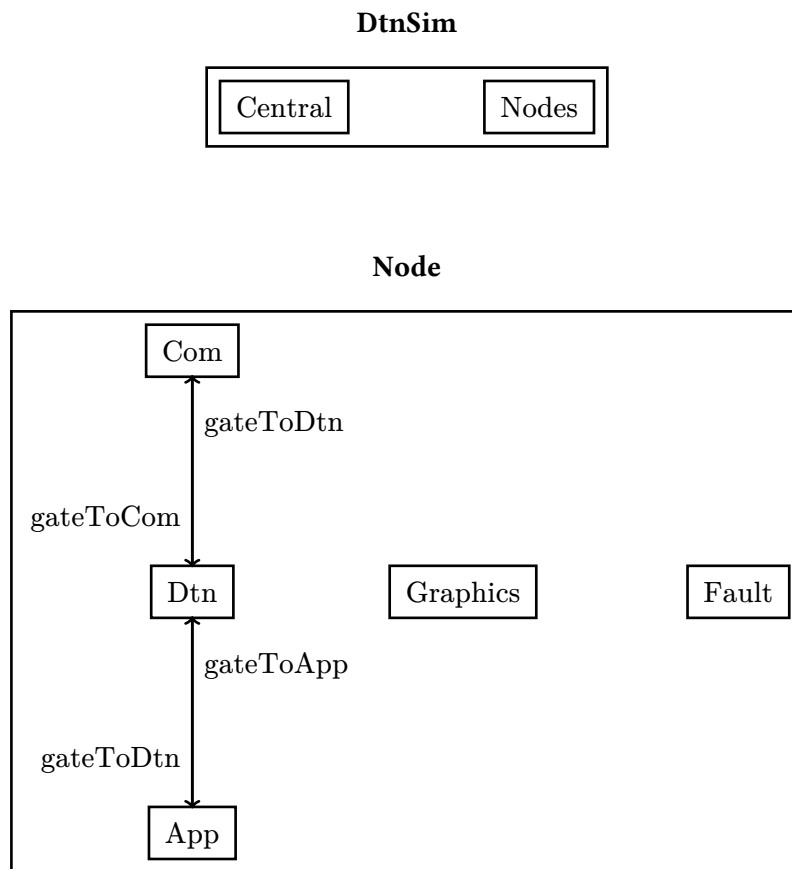 DtnSim
Central Nodes
Node
Com
gateToDtn
gateToCom
Dtn Graphics Fault
gateToApp
gateToDtn
App